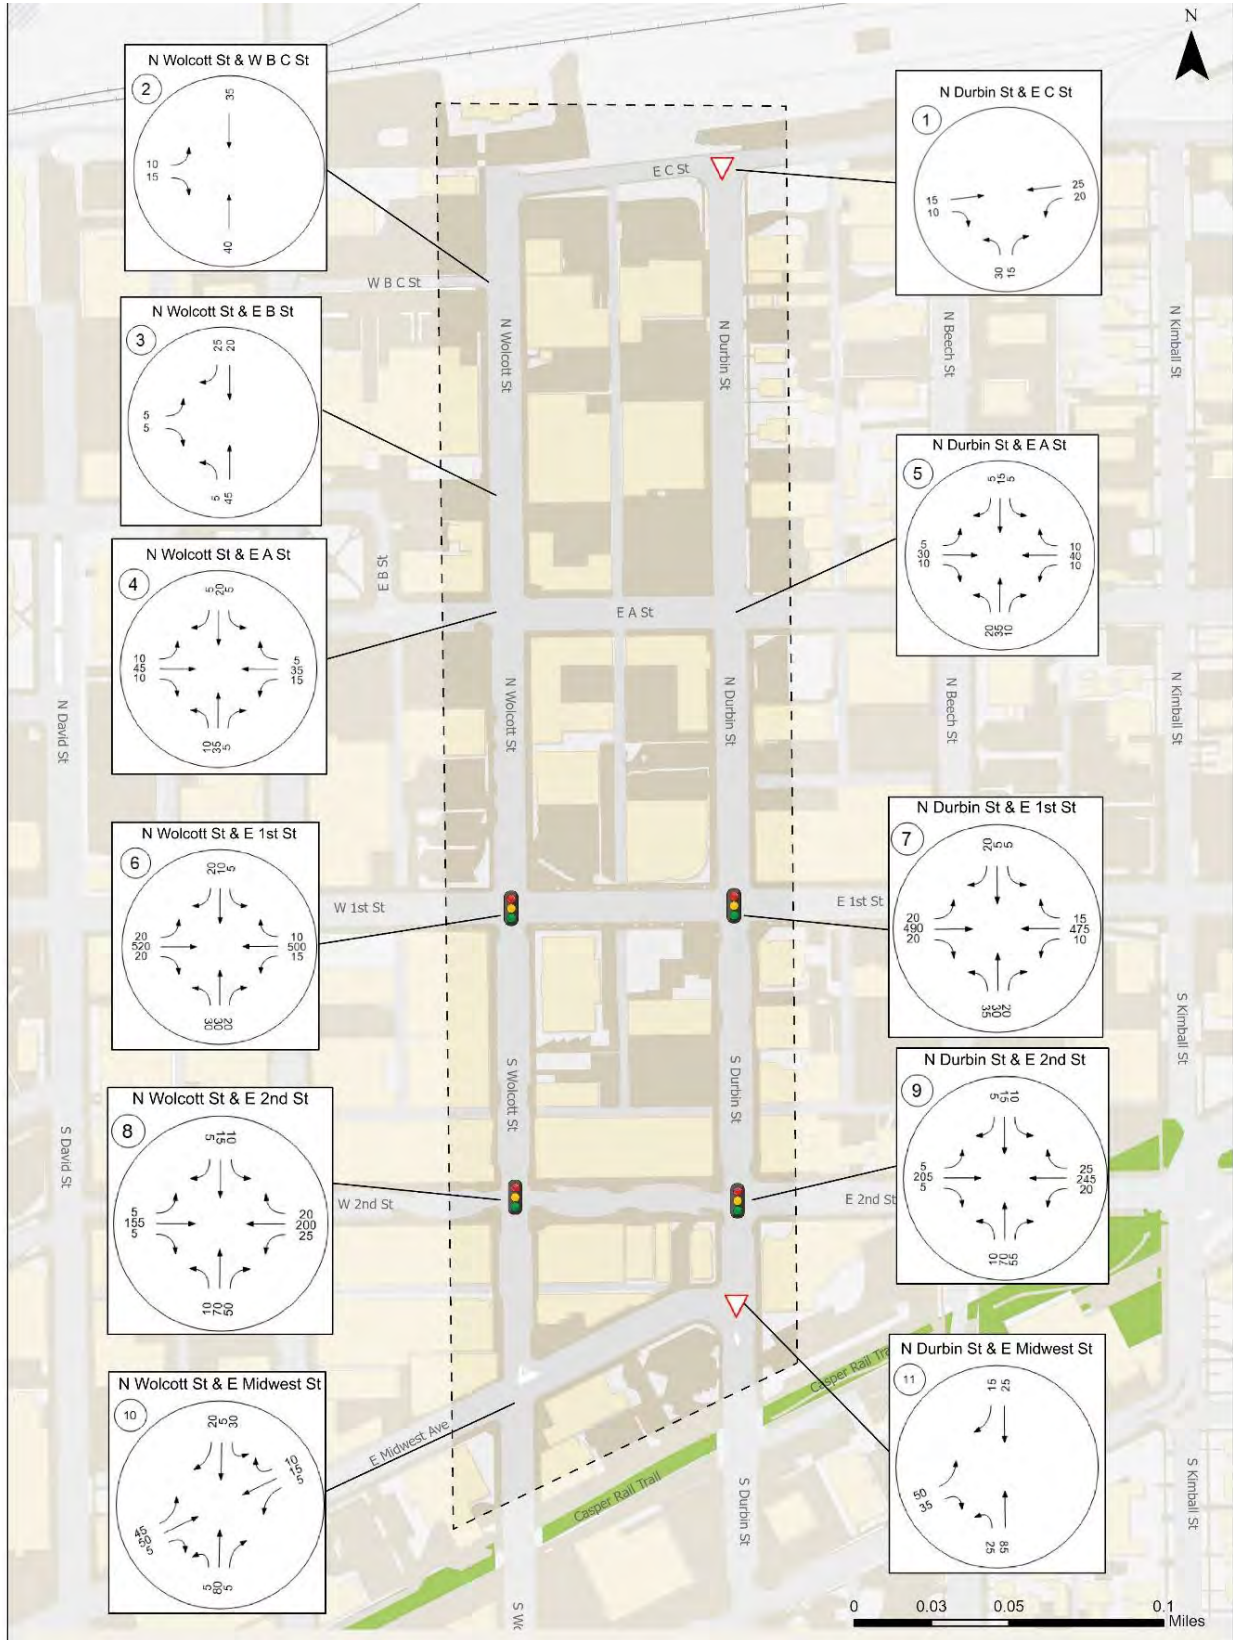 N
N Wolcott St & W B C St
2
35
10
15
40
N Durbin St & E C St
1
15
10
25
20
30 15
E C St
W B C St
N Wolcott St
N Durbin St
N Beech St
N Kimball St
N Wolcott St & E B St
3
25 20
5
5
5 45
E B St
N Durbin St & E A St
5
5 15 5
5
30
10
10
40
10
20 35 10
N Wolcott St & E A St
4
5 20 5
10
45
10
5
35
15
10 35 5
E A St
N David St
N Wolcott St
N Durbin St
N Beech St
N Kimball St
N Wolcott St & E 1st St
6
20 10 5
20
520
20
10
500
15
30 30 20
N Durbin St & E 1st St
7
20 5 5
20
490
20
15
475
10
35 30 20
W 1st St
E 1st St
S Wolcott St
S Durbin St
S Kimball St
S David St
N Wolcott St & E 2nd St
8
5 15 10
5
155
5
20
200
25
10 70 50
N Durbin St & E 2nd St
9
5 15 10
5
205
5
25
245
20
10 70 55
W 2nd St
E 2nd St
N Wolcott St & E Midwest St
10
20 5 30
10
15
5
45
50
5
5 80 5
N Durbin St & E Midwest St
11
15 25
50
35
25 85
E Midwest Ave
Casper Rail Tra
Casper Rail Trail
S Durbin St
S Kimball St
S Wo
0 0.03 0.05 0.1
Miles